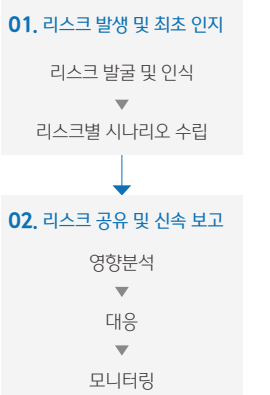 01. 리스크 발생 및 최초 인지
리스크 발굴 및 인식
리스크별 시나리오 수립
02. 리스크 공유 및 신속 보고
영향분석
대응
모니터링